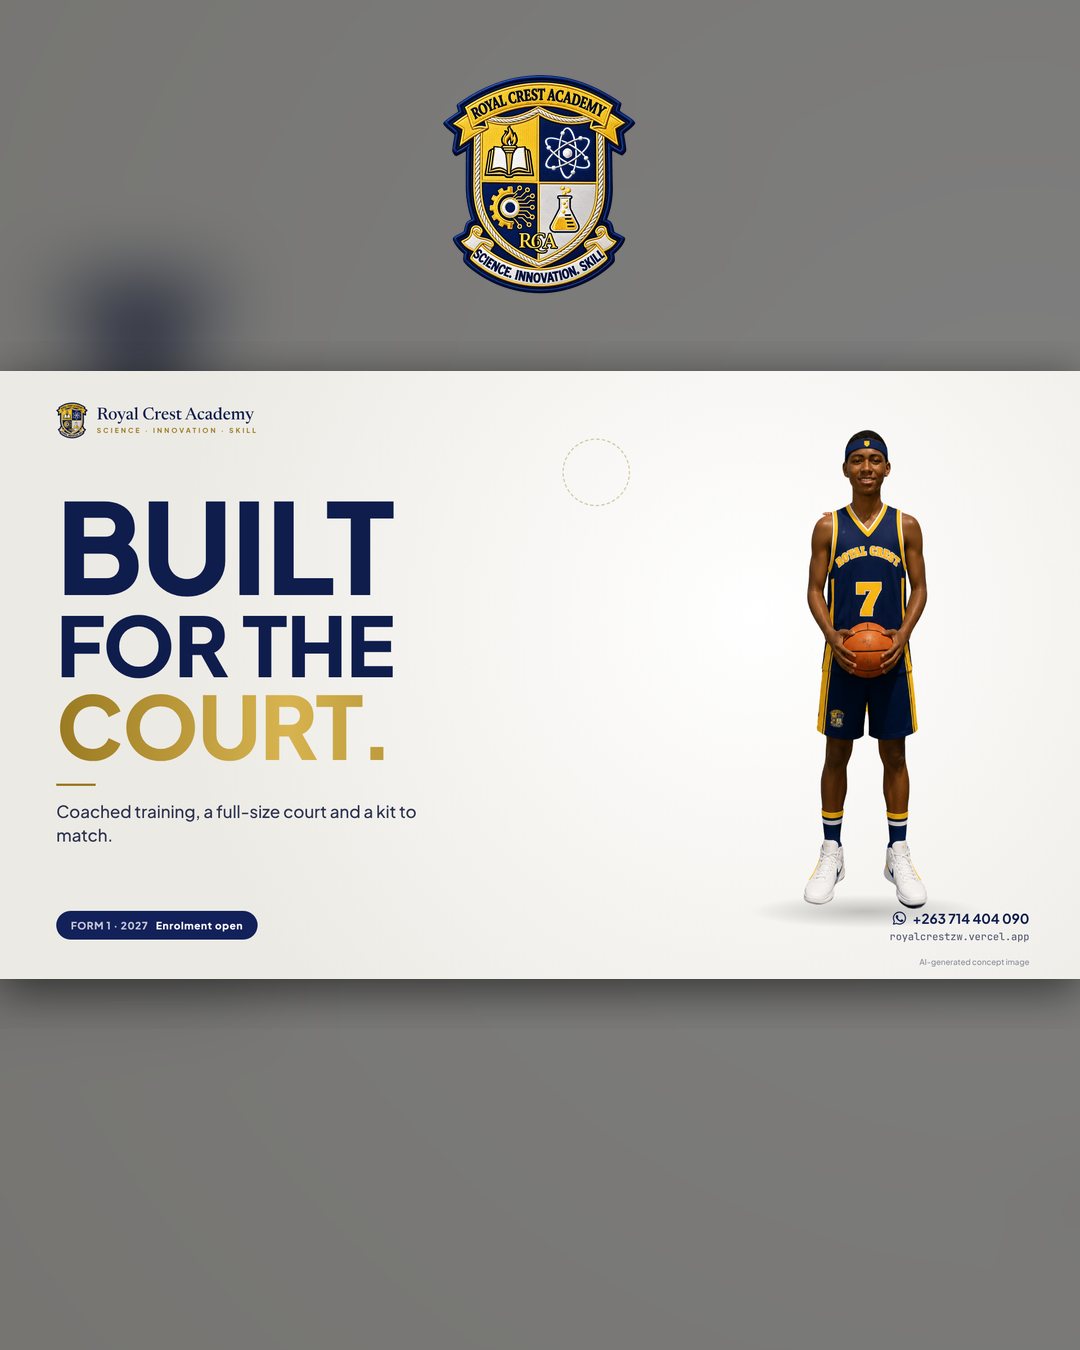 ROYAL CREST ACADEMY
RCA
SCIENCE. INNOVATION. SKILL
Royal Crest Academy
SCIENCE · INNOVATION · SKILL
BUILT
FOR THE
COURT.
Coached training, a full-size court and a kit to
match.
ROYAL CREST
7
FORM 1 · 2027 Enrolment open
+263 714 404 090
royalcrestzw.vercel.app
AI-generated concept image